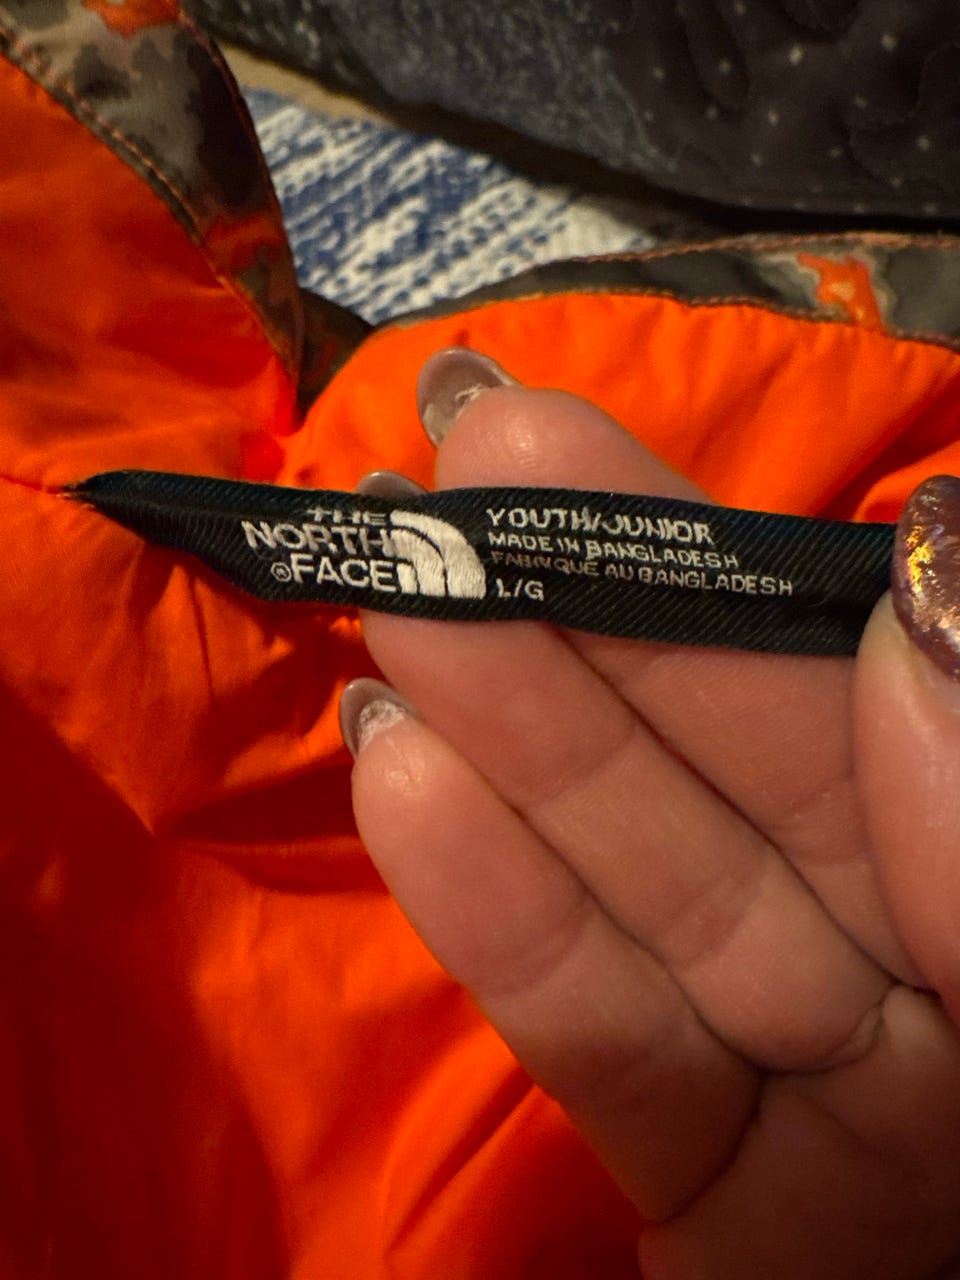 THE
NORTH
®FACE
YOUTH/JUNIOR
MADE IN BANGLADESH
FABRIQUÉ AU BANGLADESH
L/G